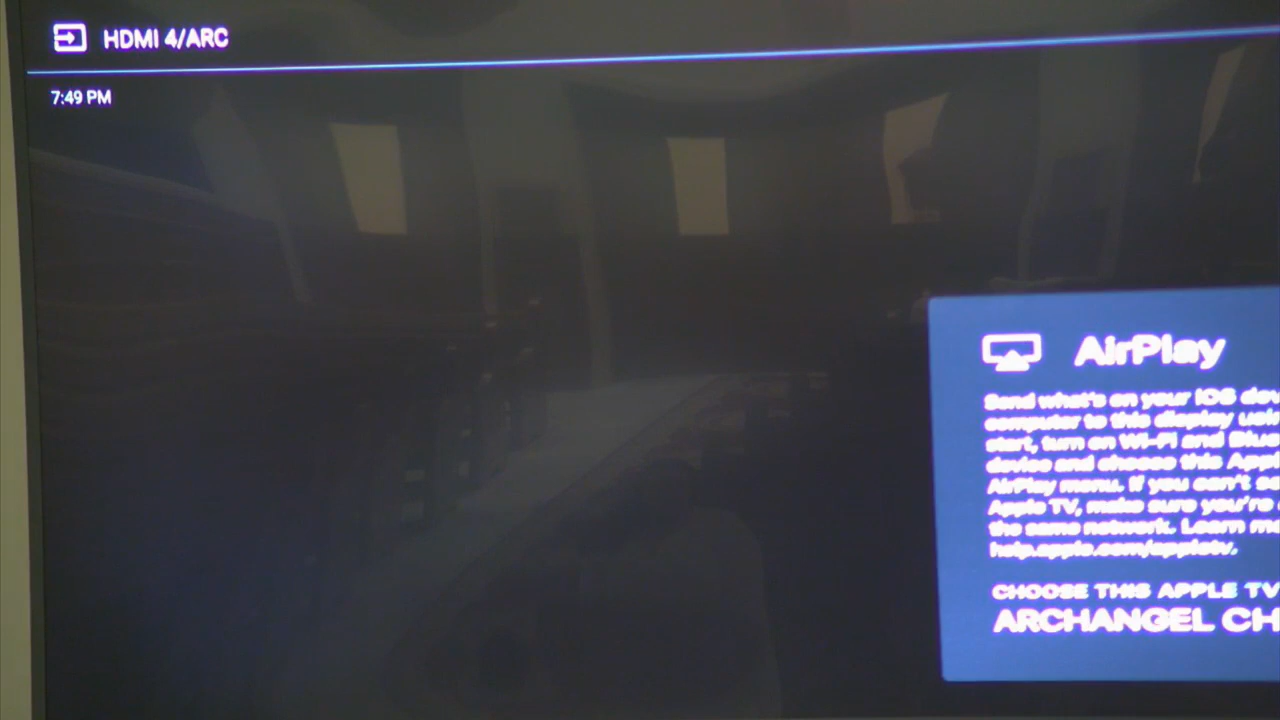 HDMI 4/ARC
7:49 PM
AirPlay
Send what's on your iOS
computer to this display
start, turn on Wi-Fi and
device and choose this
AirPlay menu. If you can't
Apple TV, make sure you're
the same network. Learn
help.apple.com/appletv.
CHOOSE THIS APPLE TV
ARCHANGEL